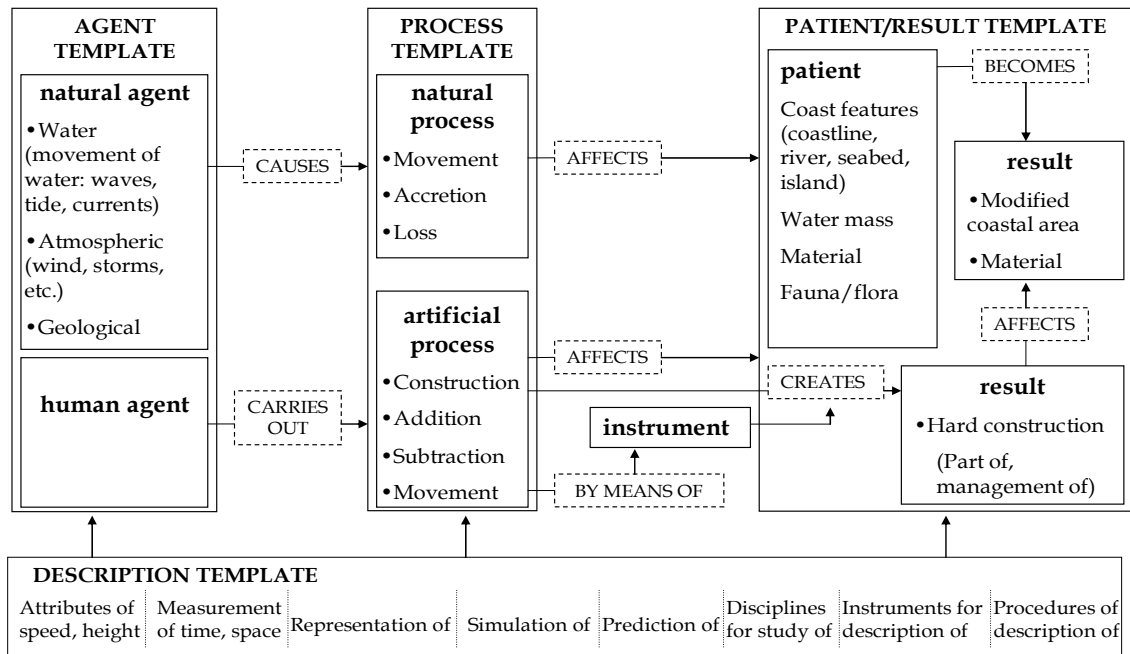 AGENT
TEMPLATE
natural agent
•Water
(movement of
water: waves,
tide, currents)
•Atmospheric
(wind, storms,
etc.)
•Geological
human agent
CAUSES
CARRIES
OUT
PROCESS
TEMPLATE
natural
process
•Movement
•Accretion
•Loss
artificial
process
•Construction
•Addition
•Subtraction
•Movement
AFFECTS
AFFECTS
instrument
BY MEANS OF
PATIENT/RESULT TEMPLATE
patient
Coast features
(coastline,
river, seabed,
island)
Water mass
Material
Fauna/flora
BECOMES
result
•Modified
coastal area
•Material
AFFECTS
CREATES
result
•Hard construction
(Part of,
management of)
DESCRIPTION TEMPLATE
Attributes of
speed, height
Measurement
of time, space
Representation of
Simulation of
Prediction of
Disciplines
for study of
Instruments for
description of
Procedures of
description of